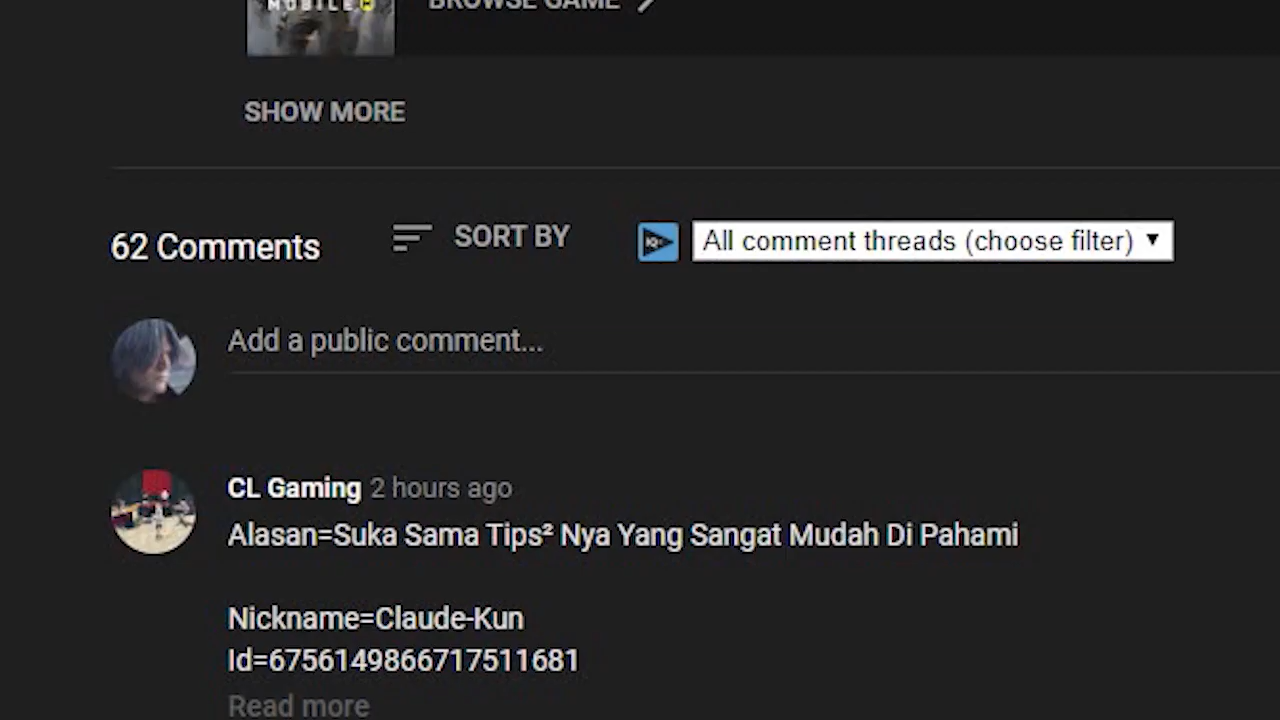 MOBILE
BROWSE GAME
SHOW MORE
62 Comments
SORT BY
All comment threads (choose filter) ▼
Add a public comment...
CL Gaming 2 hours ago
Alasan=Suka Sama Tips² Nya Yang Sangat Mudah Di Pahami
Nickname=Claude-Kun
Id=6756149866717511681
Read more